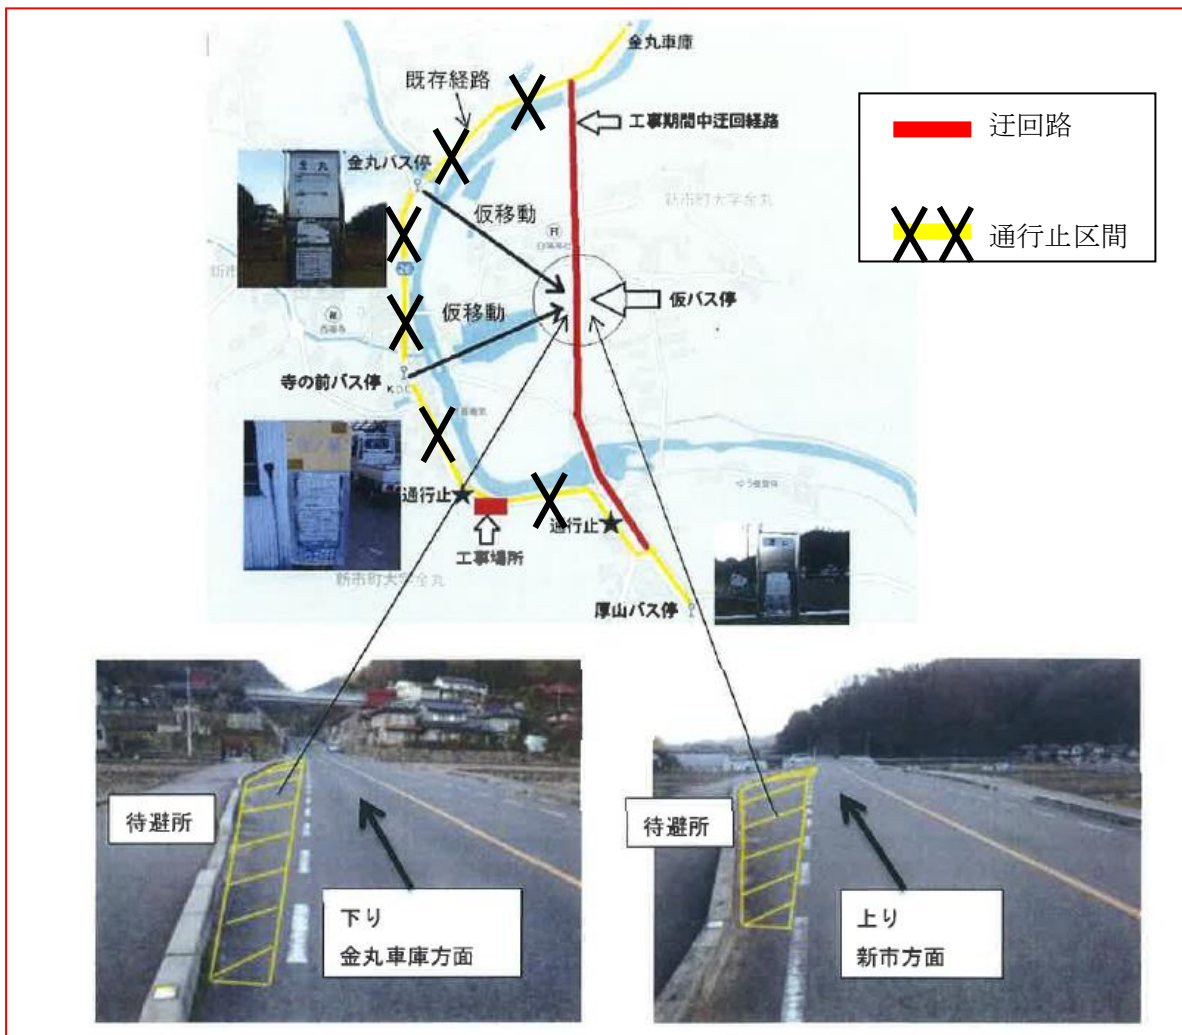 金丸車庫
既存経路
工事期間中迂回経路
迂回路
通行止区間
金丸バス停
金丸
仮移動
新市町大字金丸
26
仮バス停
仮移動
寺の前バス停
通行止
通行止
工事場所
新市町大字金丸
厚山バス停
待避所
下り
金丸車庫方面
待避所
上り
新市方面